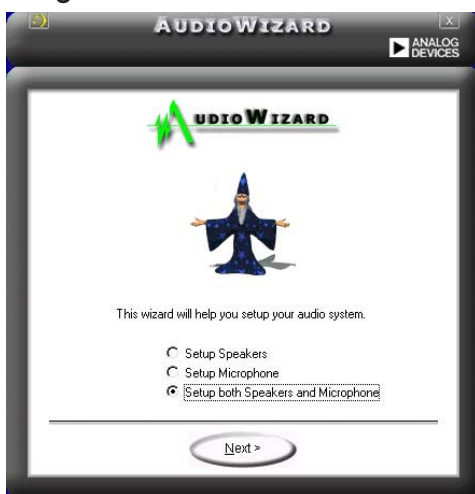 AUDIOWIZARD
X
ANALOG
DEVICES
AUDIOWIZARD
This wizard will help you setup your audio system.
Setup Speakers
Setup Microphone
Setup both Speakers and Microphone
Next >